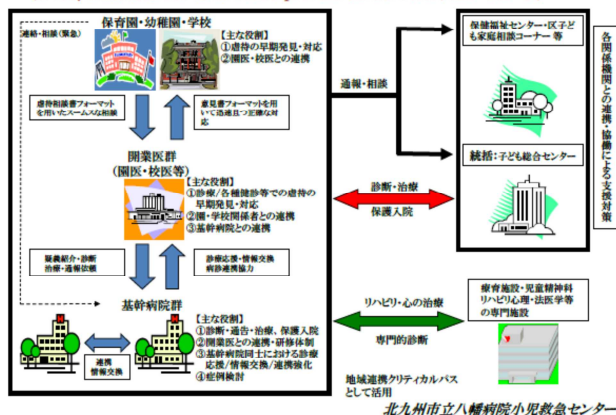 保育園・幼稚園・学校
連絡・相談(緊急)
【主な役割】
①虐待の早期発見・対応
②園医・校医との連携
虐待相談書フォーマット
を用いたスムースな相談
意見書フォーマットを用
いて迅速且つ正確な対
応
開業医群
(園医・校医等)
【主な役割】
①診療/各種健診等での虐待の
早期発見・対応
②園・学校関係者との連携
③基幹病院との連携
疑義紹介・診断
治療・通報依頼
診療応援・情報交換
病診連携協力
基幹病院群
【主な役割】
①診断・通告・治療、保護入院
②開業医との連携・研修体制
③基幹病院同士における診療
応援/情報交換/連携強化
④症例検討
連携
情報交換
通報・相談
保健福祉センター・区子ど
も家庭相談コーナー 等
統括:子ども総合センター
各関係機関との連携・協働による支援対策
診断・治療
保護入院
リハビリ・心の治療
専門的診断
療育施設・児童精神科
リハビリ心理・法医学等
の専門施設
地域連携クリティカルパス
として活用
北九州市立八幡病院小児救急センター